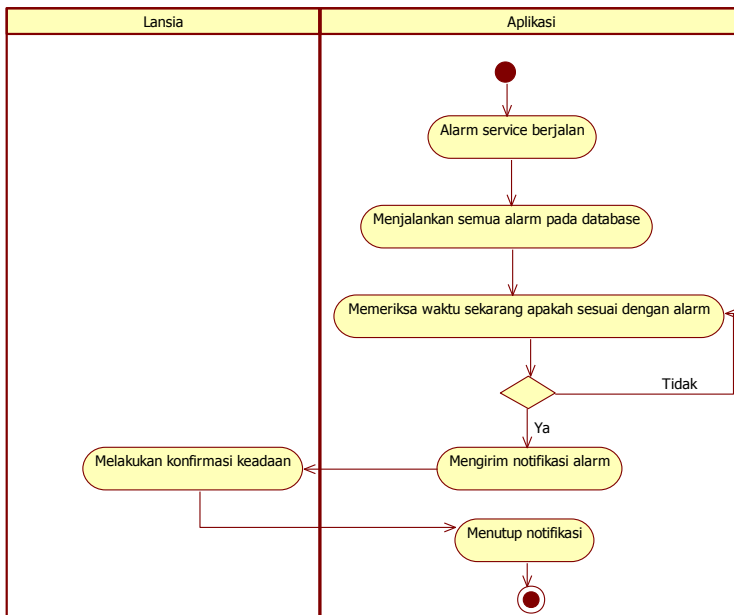 Lansia
Aplikasi
Alarm service berjalan
Menjalankan semua alarm pada database
Memeriksa waktu sekarang apakah sesuai dengan alarm
Tidak
Ya
Melakukan konfirmasi keadaan
Mengirim notifikasi alarm
Menutup notifikasi